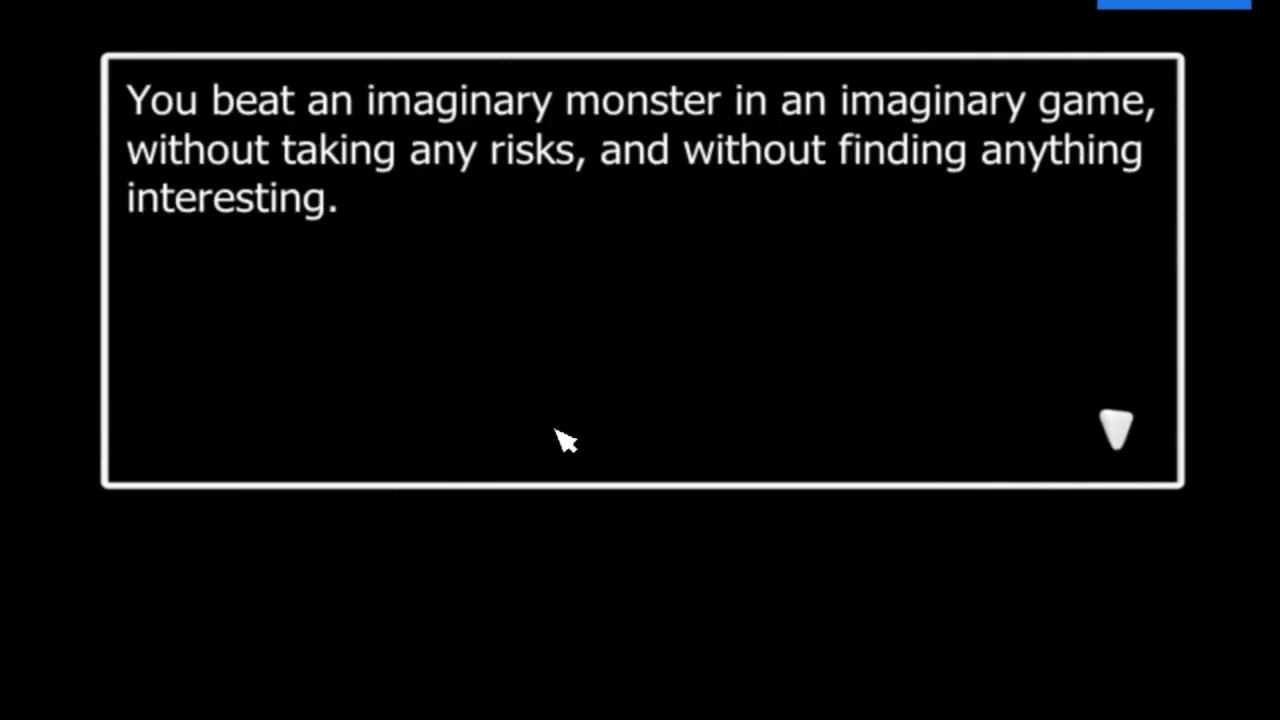 You beat an imaginary monster in an imaginary game,
without taking any risks, and without finding anything
interesting.